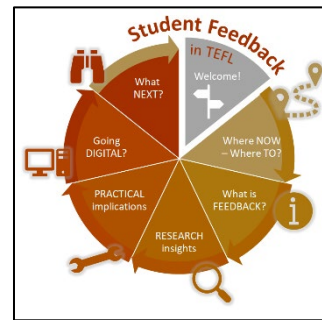 Student Feedback
in TEFL
Welcome!
Where NOW
– Where TO?
What is
FEEDBACK?
RESEARCH
insights
PRACTICAL
implications
Going
DIGITAL?
What
NEXT?